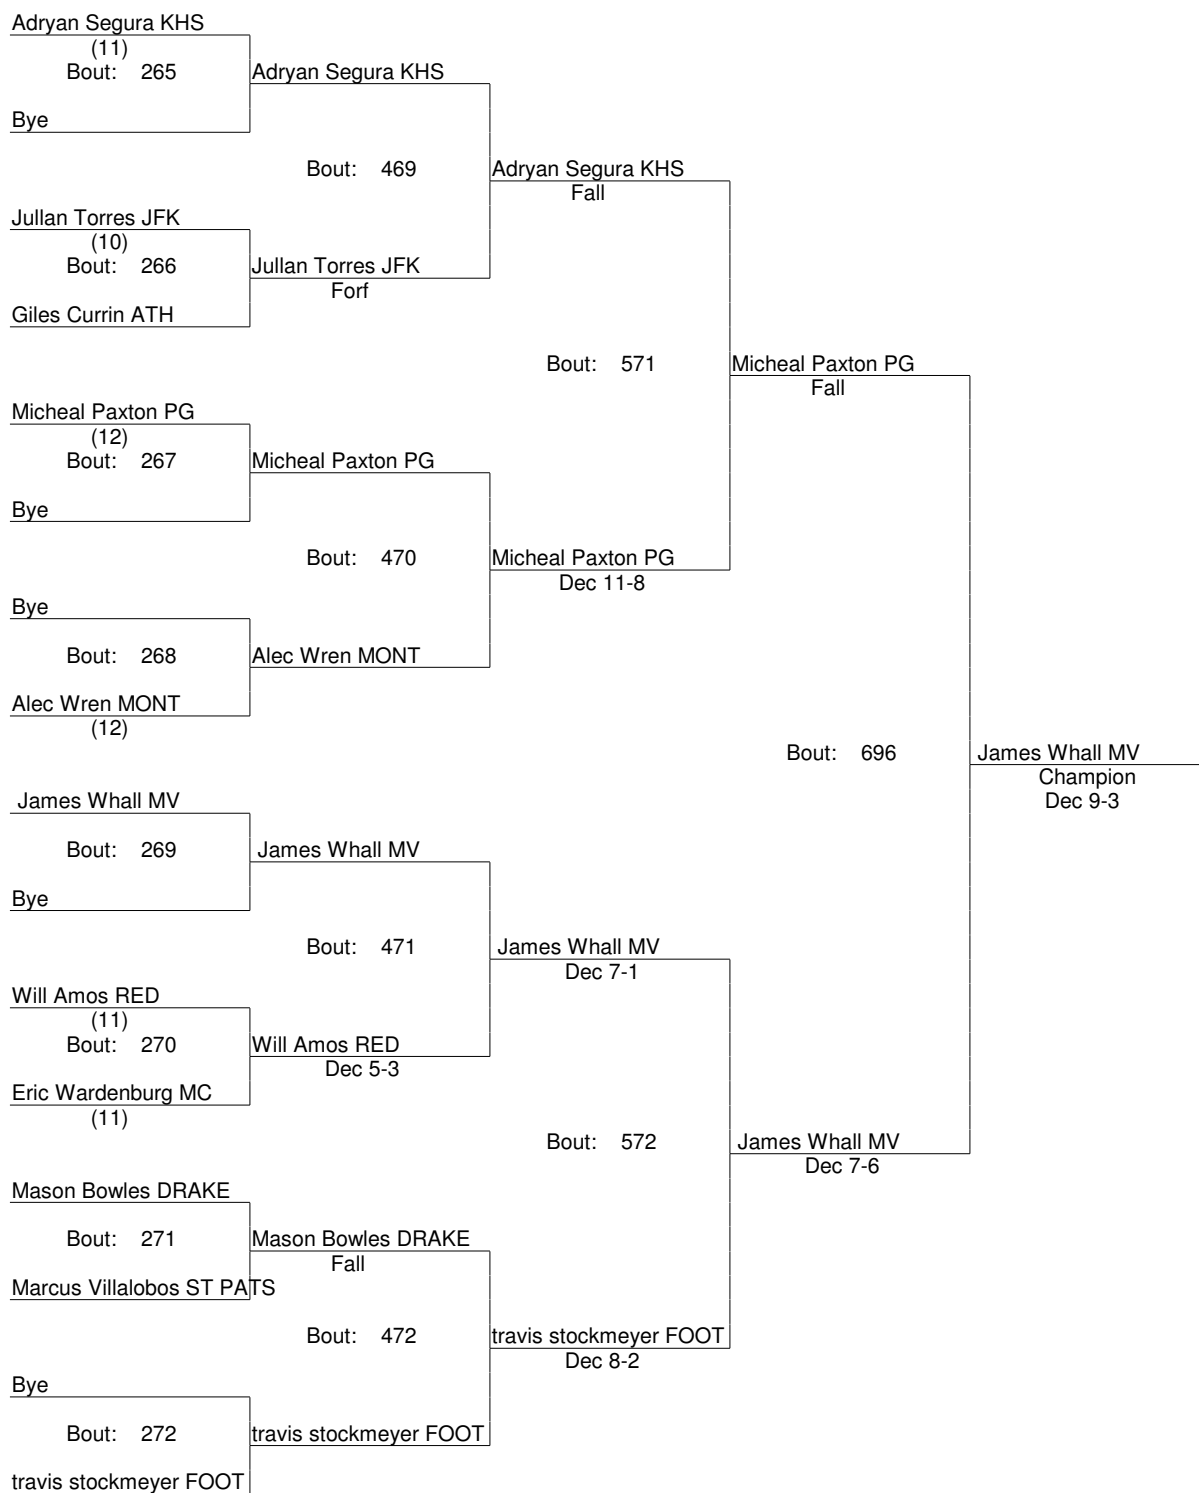 Adryan Segura KHS
(11)
Bout: 265
Adryan Segura KHS
Bye
Bout: 469
Adryan Segura KHS
Fall
Jullan Torres JFK
(10)
Bout: 266
Jullan Torres JFK
Forf
Giles Currin ATH
Bout: 571
Micheal Paxton PG
Fall
Micheal Paxton PG
(12)
Bout: 267
Micheal Paxton PG
Bye
Bout: 470
Micheal Paxton PG
Dec 11-8
Bye
Bout: 268
Alec Wren MONT
Alec Wren MONT
(12)
Bout: 696
James Whall MV
Champion
Dec 9-3
James Whall MV
Bout: 269
James Whall MV
Bye
Bout: 471
James Whall MV
Dec 7-1
Will Amos RED
(11)
Bout: 270
Will Amos RED
Dec 5-3
Eric Wardenburg MC
(11)
Bout: 572
James Whall MV
Dec 7-6
Mason Bowles DRAKE
Bout: 271
Mason Bowles DRAKE
Fall
Marcus Villalobos ST PATS
Bout: 472
travis stockmeyer FOOT
Dec 8-2
Bye
Bout: 272
travis stockmeyer FOOT
travis stockmeyer FOOT